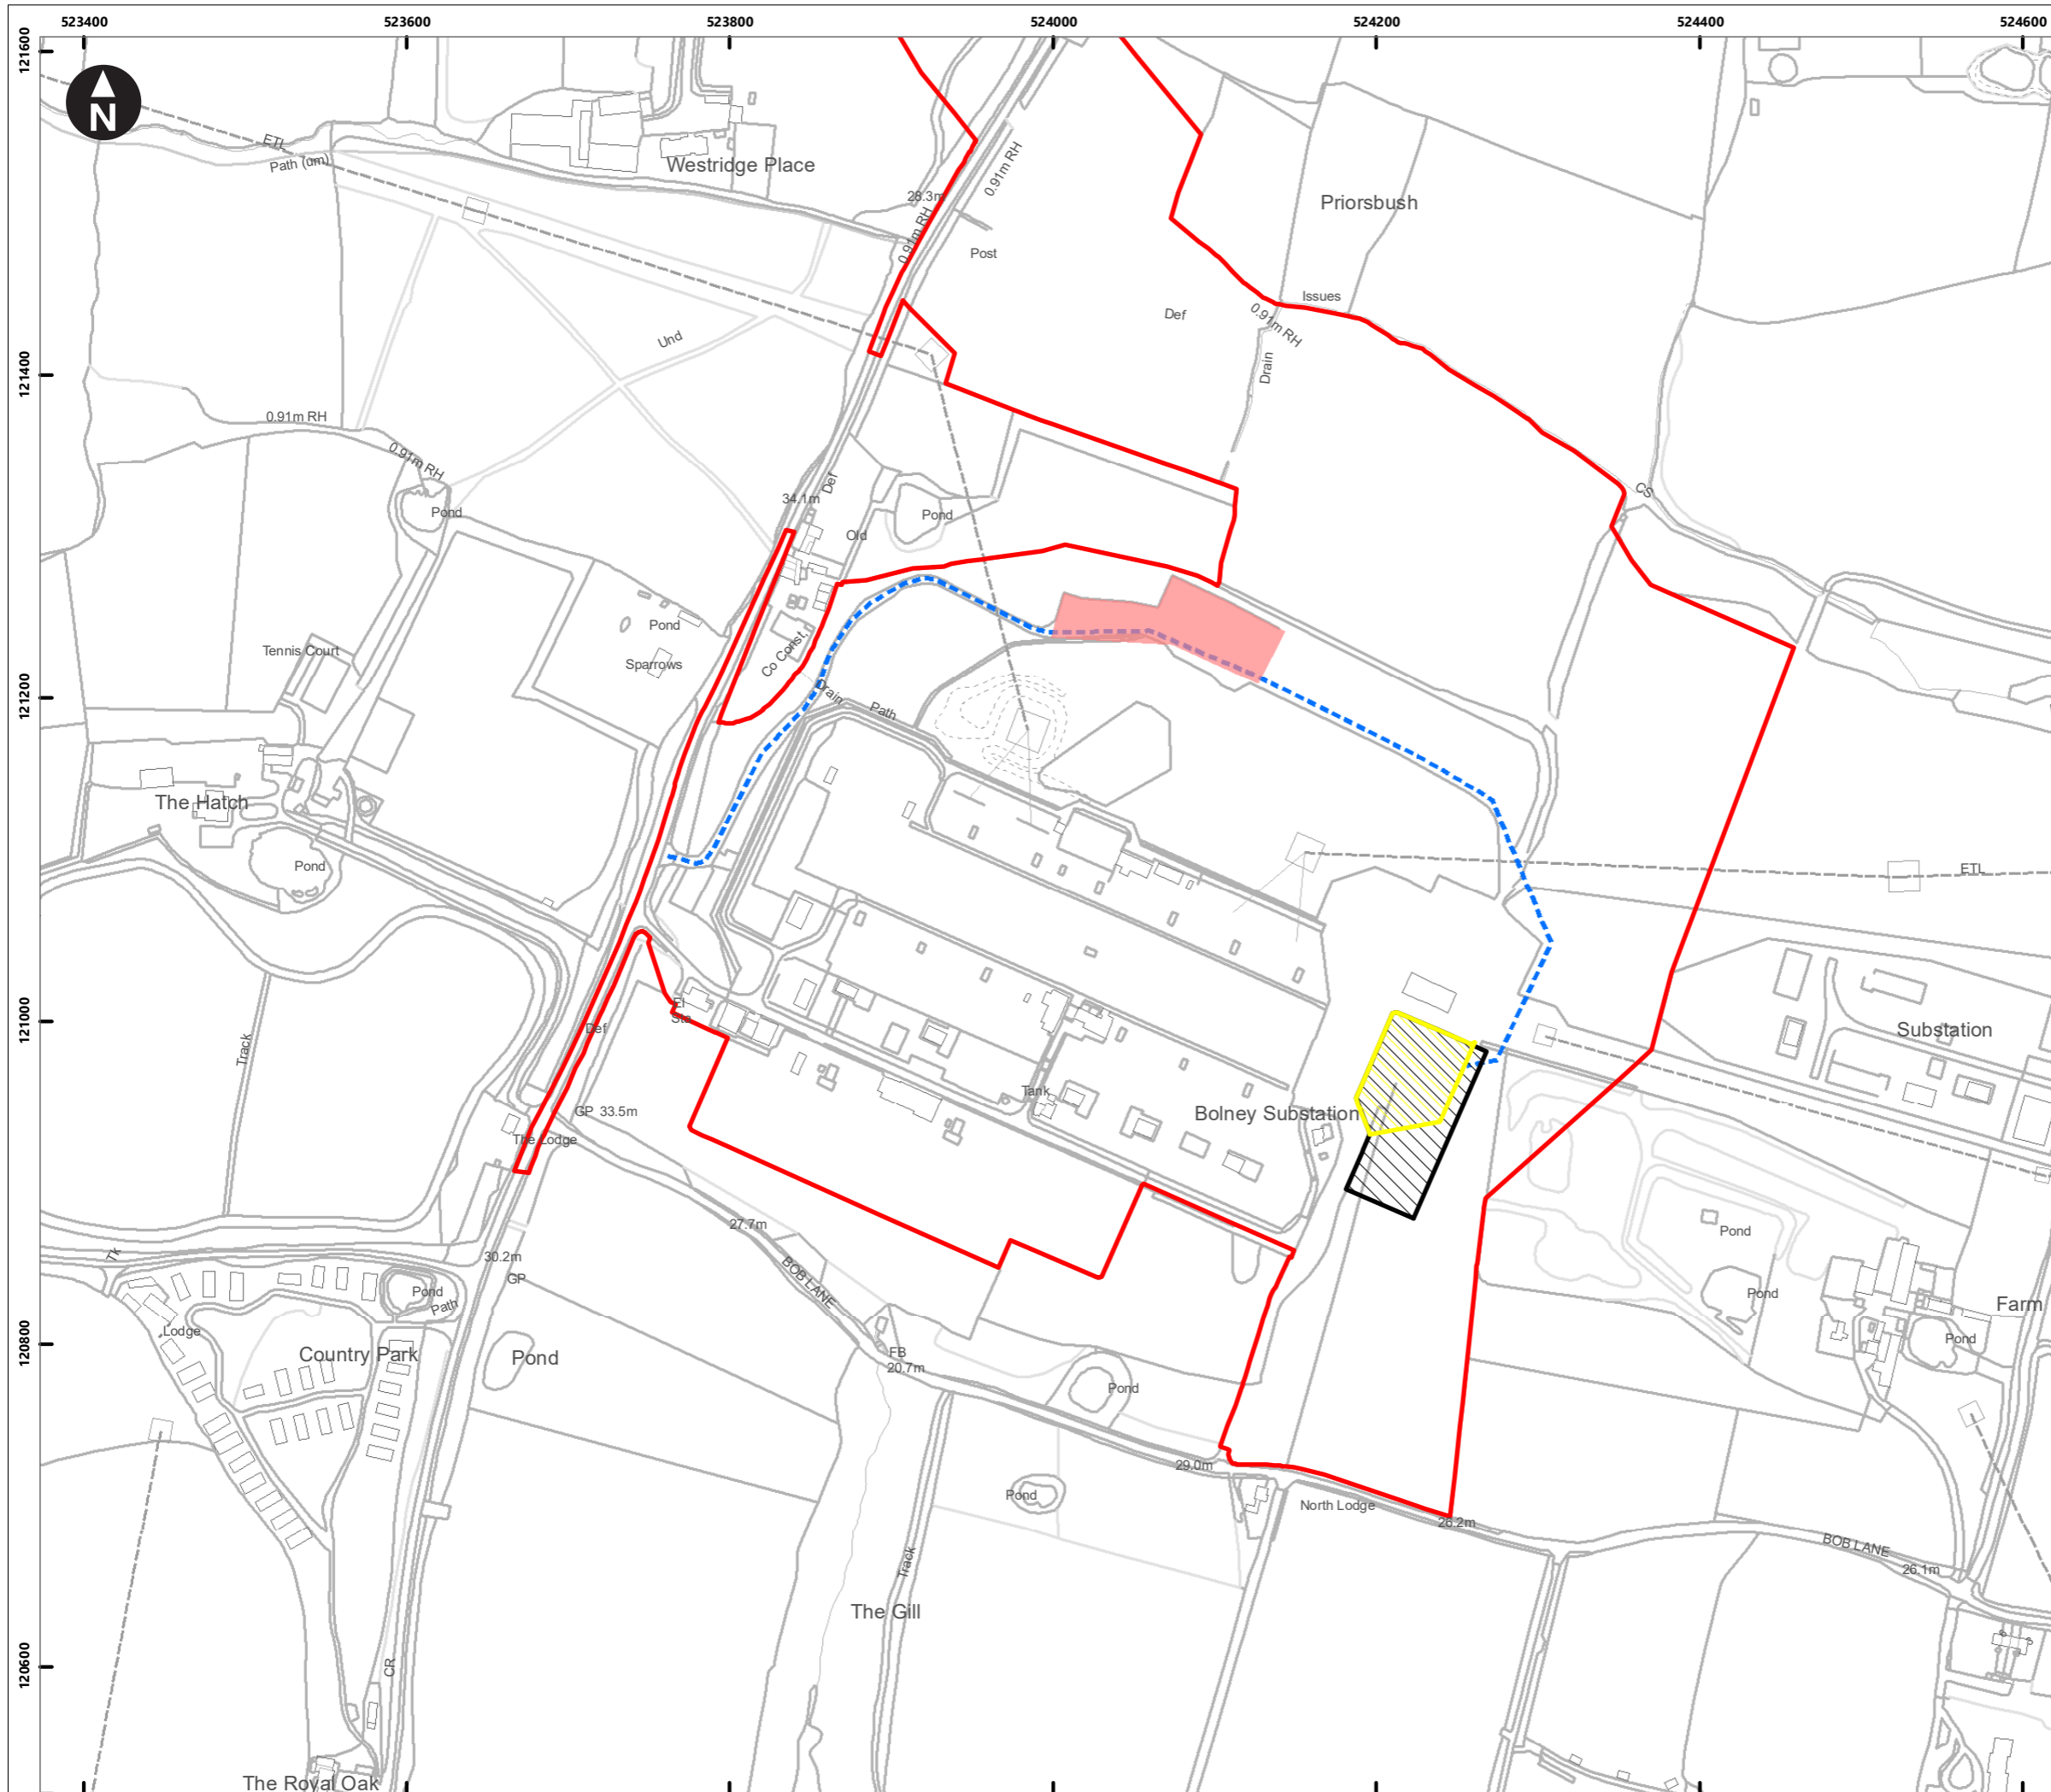 523400
523600
523800
524000
524200
524400
524600
121600
121400
121200
121000
120800
120600
N
ETL
Path (um)
Westridge Place
0.91m RH
28.3m
0.91m RH
Post
Priorsbush
Issues
Def
0.91m RH
Drain
Und
0.91m RH
0.91m RH
Pond
34.1m
Def
Old
Pond
CS
Tennis Court
Pond
Sparrows
Co Const,
Drain
Path
The Hatch
Pond
ETL
Track
Def
El
Sta
Substation
Tank
Bolney Substation
GP 33.5m
The Lodge
27.7m
30.2m
GP
Tk
BOB LANE
Pond
Path
Lodge
Country Park
Pond
FB
20.7m
Pond
Pond
Pond
Farm
Pond
29.0m
Pond
North Lodge
26.2m
BOB LANE
26.1m
Track
The Gill
CR
The Royal Oak